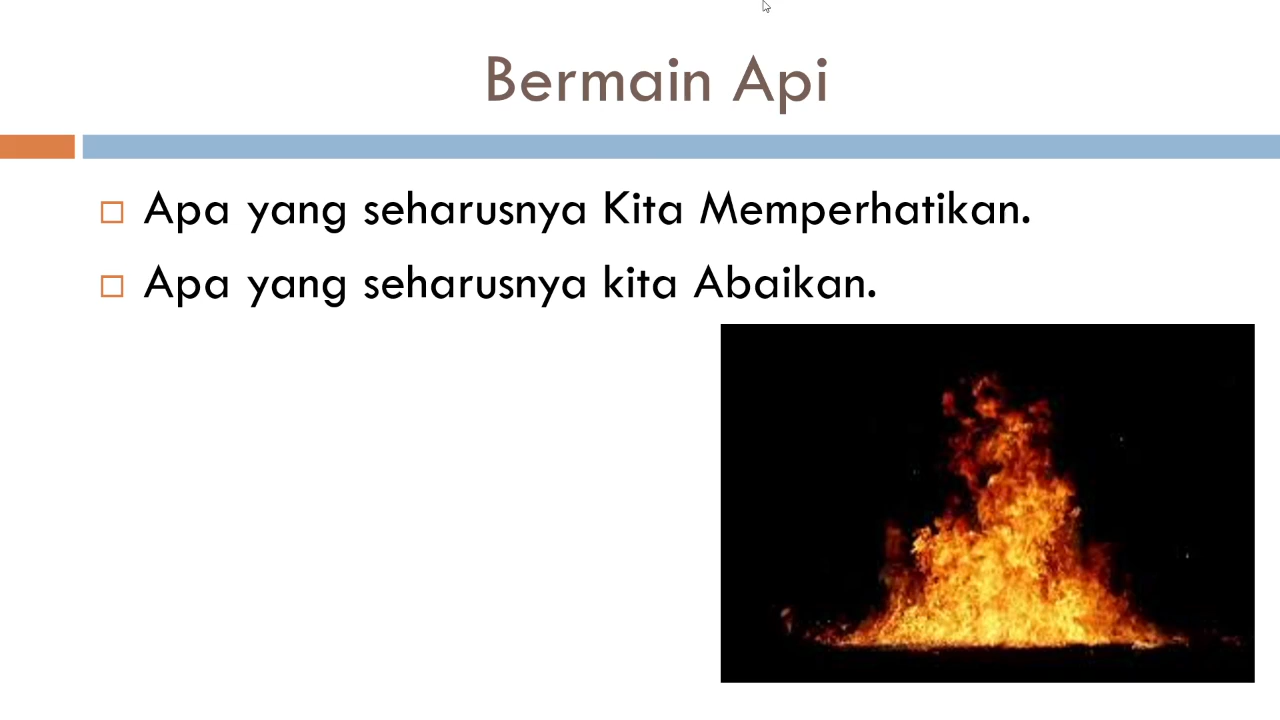 Bermain Api
Apa yang seharusnya Kita Memperhatikan.
Apa yang seharusnya kita Abaikan.